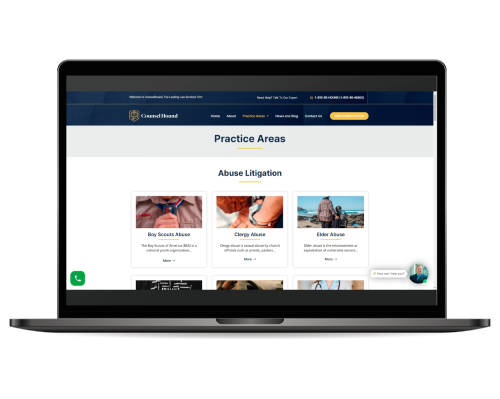 Welcome to CounselHound, The Leading Law Services Firm
Need Help? Talk To Our Expert
1-855-80-HOUND (1-855-80-46863)
Counsel Hound
Home
About
Practice Areas
News and Blog
Contact Us
Practice Areas
Abuse Litigation
Boy Scouts Abuse
The Boy Scouts of America (BSA) is a
national youth organization...
More
Clergy Abuse
Clergy abuse is sexual abuse by church
officials such as priests, pastors...
More
Elder Abuse
Elder abuse is the mistreatment or
exploitation of vulnerable seniors...
More
How can I help you?